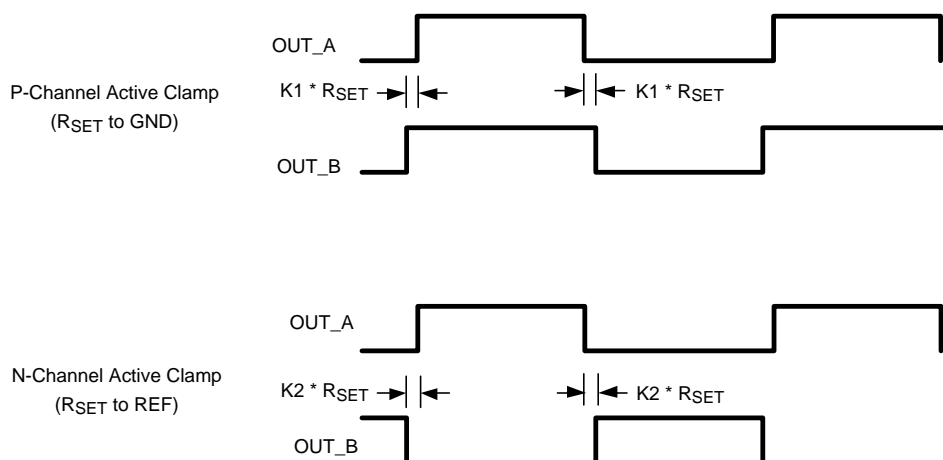 OUT_A
P-Channel Active Clamp
(RSET to GND)
K1 * RSET
K1 * RSET
OUT_B
OUT_A
N-Channel Active Clamp
(RSET to REF)
K2 * RSET
K2 * RSET
OUT_B